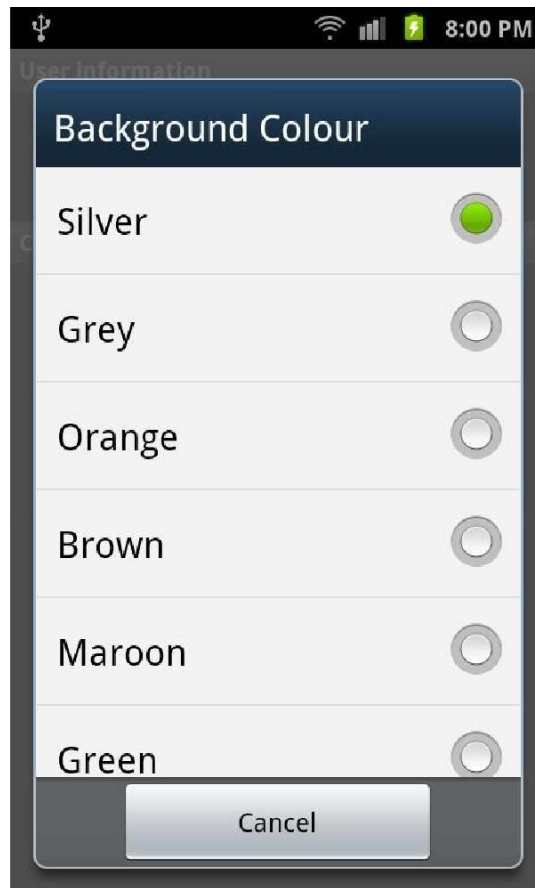 8:00 PM
User information
Background Colour
Silver
Grey
Orange
Brown
Maroon
Green
Cancel